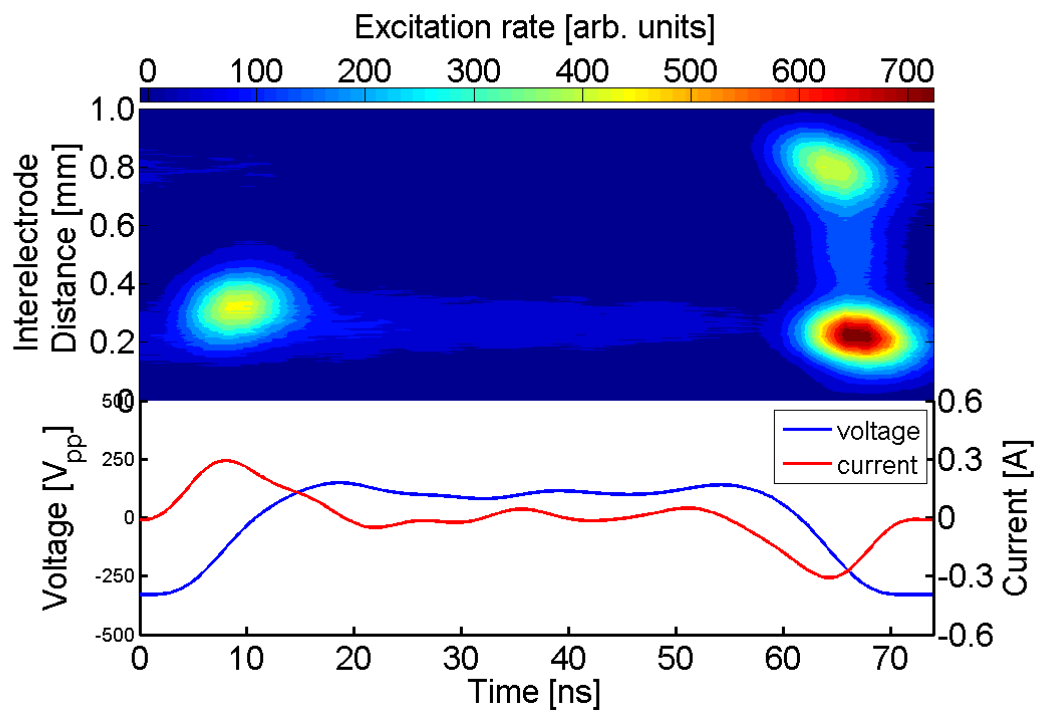 Excitation rate [arb. units]
0 100 200 300 400 500 600 700
Interelectrode
Distance [mm]
1.0
0.8
0.6
0.4
0.2
0
Voltage [Vpp]
500
250
0
-250
-500
voltage
current
0.6
0.3
0
-0.3
-0.6
Current [A]
0 10 20 30 40 50 60 70
Time [ns]